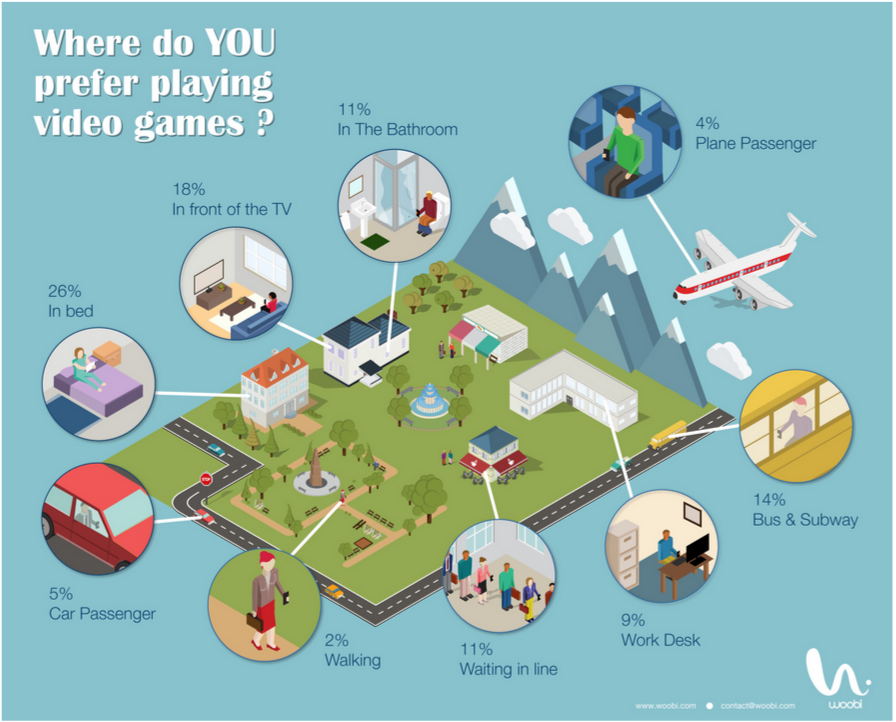 Where do YOU
prefer playing
video games ?
11%
In The Bathroom
4%
Plane Passenger
18%
In front of the TV
26%
In bed
STOP
14%
Bus & Subway
5%
Car Passenger
2%
Walking
11%
Waiting in line
9%
Work Desk
www.woobi.com ● contact@woobi.com
woobi